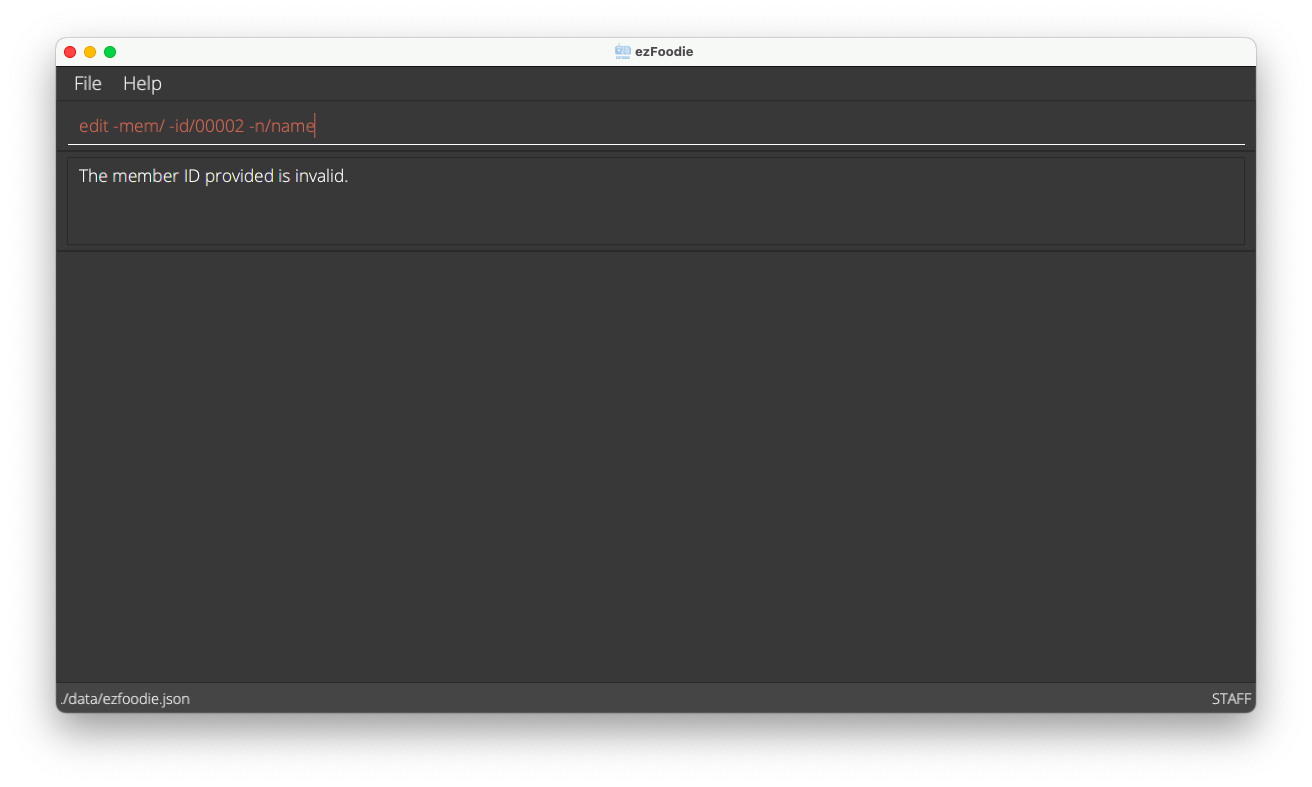 ezFoodie
File Help
edit -mem/ -id/00002 -n/name
The member ID provided is invalid.
./data/ezfoodie.json STAFF